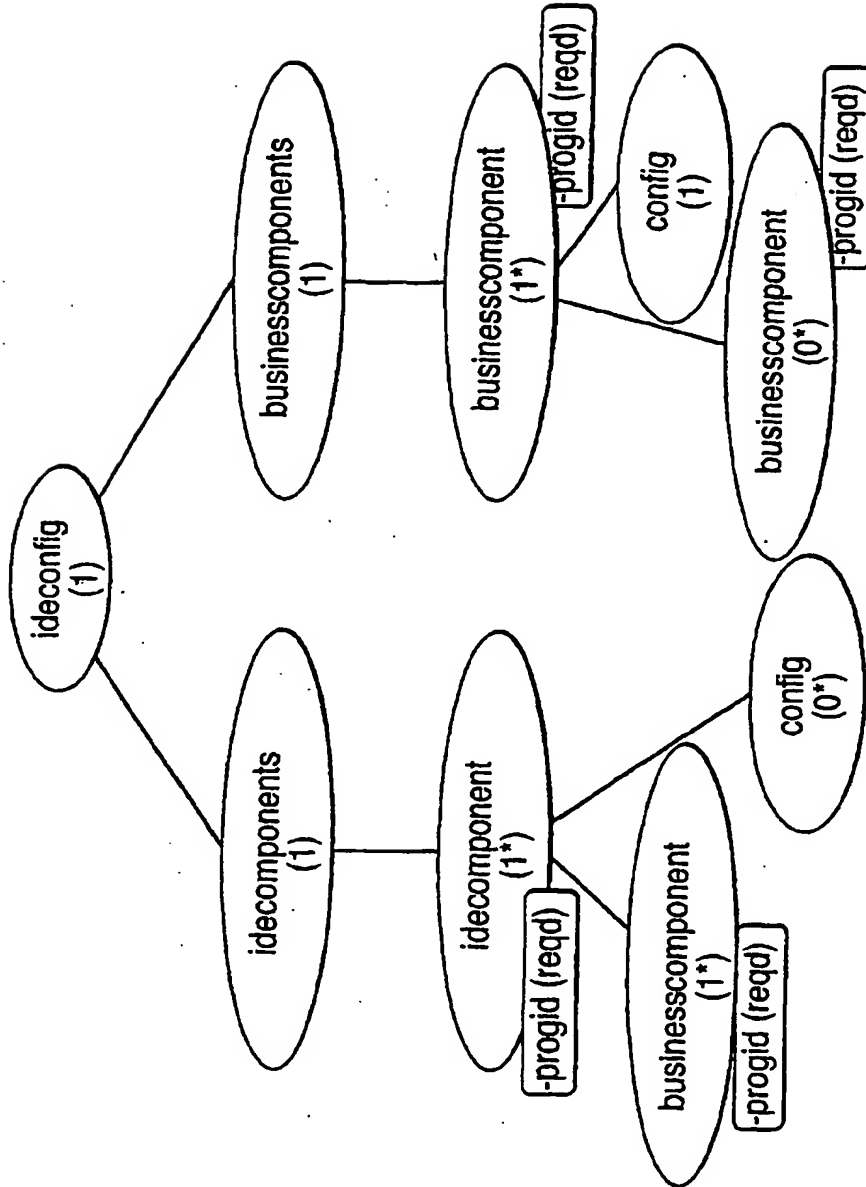 ideconfig
(1)
idecomponents
(1)
businesscomponents
(1)
idecomponent
(1*)
-progid (reqd)
businesscomponent
(1*)
-progid (reqd)
businesscomponent
(1*)
-progid (reqd)
config
(0*)
config
(1)
businesscomponent
(0*)
-progid (reqd)